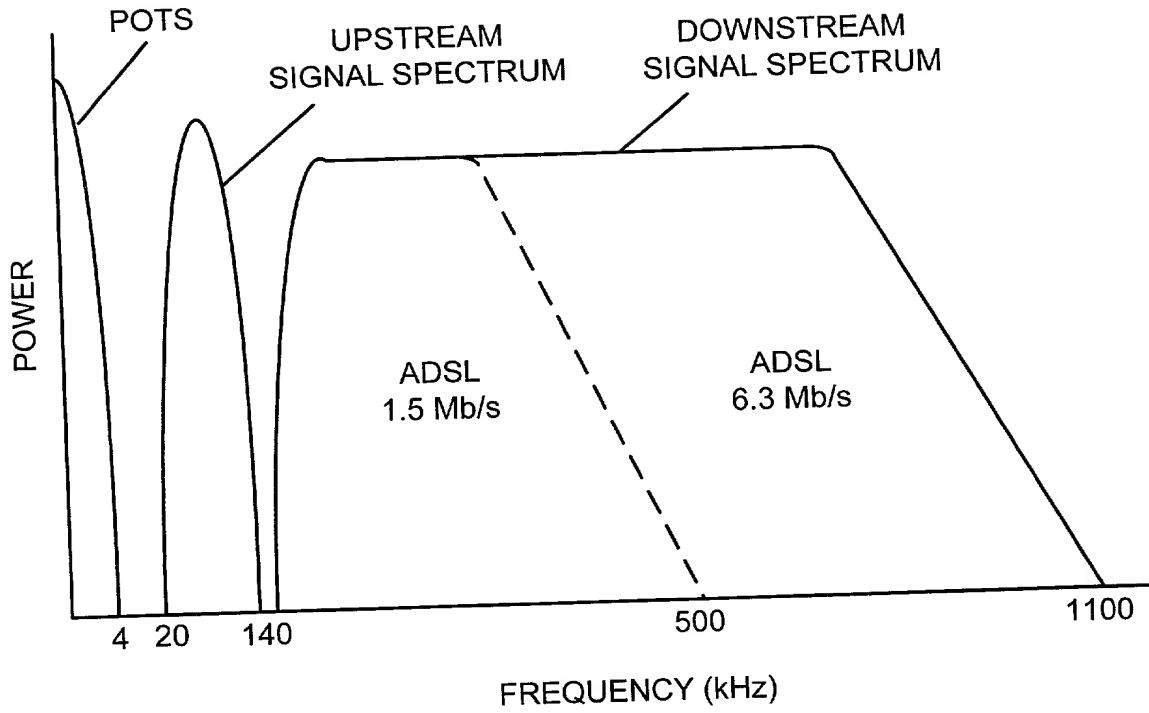 POTS
UPSTREAM
SIGNAL SPECTRUM
DOWNSTREAM
SIGNAL SPECTRUM
POWER
ADSL
1.5 Mb/s
ADSL
6.3 Mb/s
4
20
140
500
1100
FREQUENCY (kHz)